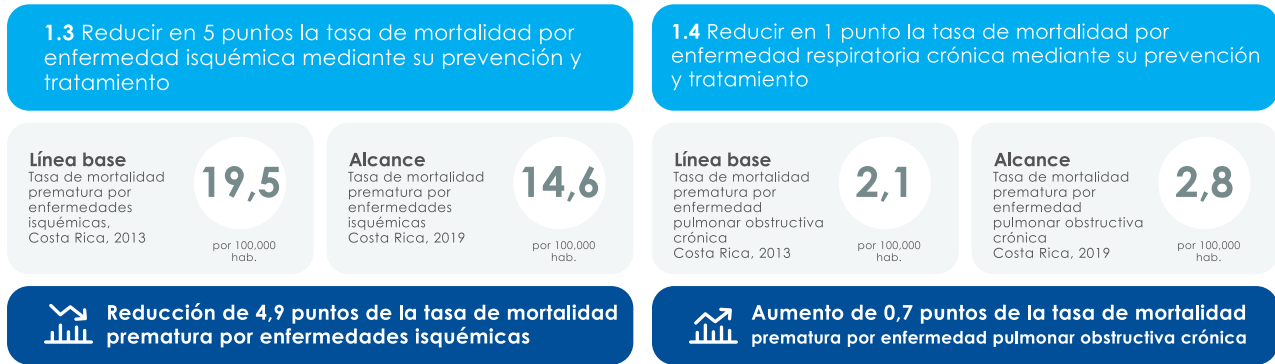 1.3 Reducir en 5 puntos la tasa de mortalidad por
enfermedad isquémica mediante su prevención y
tratamiento
Línea base
Tasa de mortalidad
prematura por
enfermedades
isquémicas,
Costa Rica, 2013
19,5
por 100,000
hab.
Alcance
Tasa de mortalidad
prematura por
enfermedades
isquémicas
Costa Rica, 2019
14,6
por 100,000
hab.
Reducción de 4,9 puntos de la tasa de mortalidad
prematura por enfermedades isquémicas
1.4 Reducir en 1 punto la tasa de mortalidad por
enfermedad respiratoria crónica mediante su prevención
y tratamiento
Línea base
Tasa de mortalidad
prematura por
enfermedad
pulmonar obstructiva
crónica
Costa Rica, 2013
2,1
por 100,000
hab.
Alcance
Tasa de mortalidad
prematura por
enfermedad
pulmonar obstructiva
crónica
Costa Rica, 2019
2,8
por 100,000
hab.
Aumento de 0,7 puntos de la tasa de mortalidad
prematura por enfermedad pulmonar obstructiva crónica